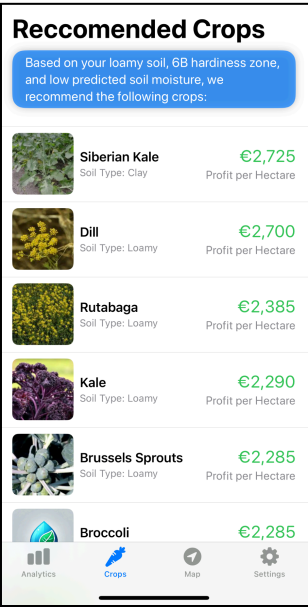 Reccomended Crops
Based on your loamy soil, 6B hardiness zone,
and low predicted soil moisture, we
recommend the following crops:
Siberian Kale
€2,725
Soil Type: Clay
Profit per Hectare
Dill
€2,700
Soil Type: Loamy
Profit per Hectare
Rutabaga
€2,385
Soil Type: Loamy
Profit per Hectare
Kale
€2,290
Soil Type: Loamy
Profit per Hectare
Brussels Sprouts
€2,285
Soil Type: Loamy
Profit per Hectare
Broccoli
€2,285
Analytics
Crops
Map
Settings